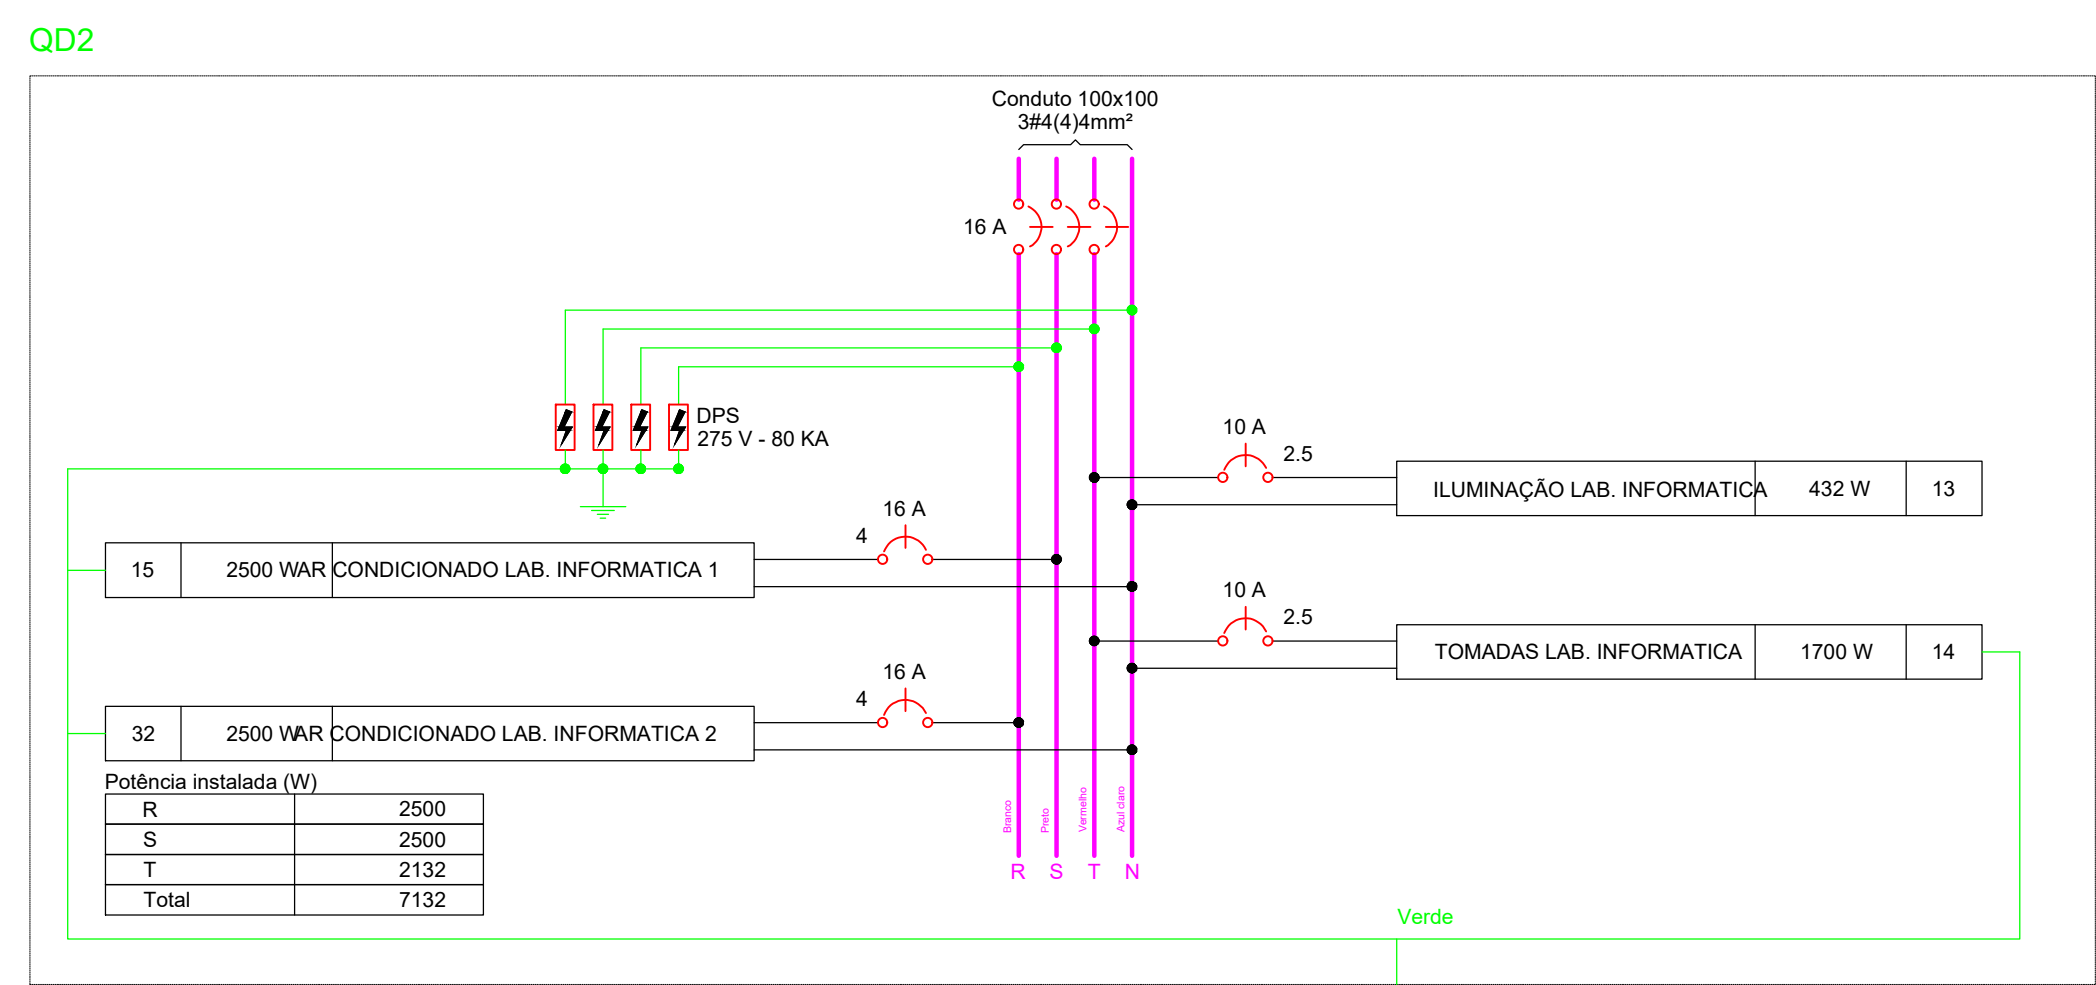 QD2
Conduto 100x100
3#4(4)4mm²
16 A
DPS
275 V - 80 KA
10 A
2.5
ILUMINAÇÃO LAB. INFORMATICA 432 W 13
16 A
4
15 2500 W AR CONDICIONADO LAB. INFORMATICA 1
10 A
2.5
TOMADAS LAB. INFORMATICA 1700 W 14
16 A
4
32 2500 W AR CONDICIONADO LAB. INFORMATICA 2
Potência instalada (W)
R 2500
S 2500
T 2132
Total 7132
Branco
Preto
Vermelho
Azul claro
R S T N
Verde